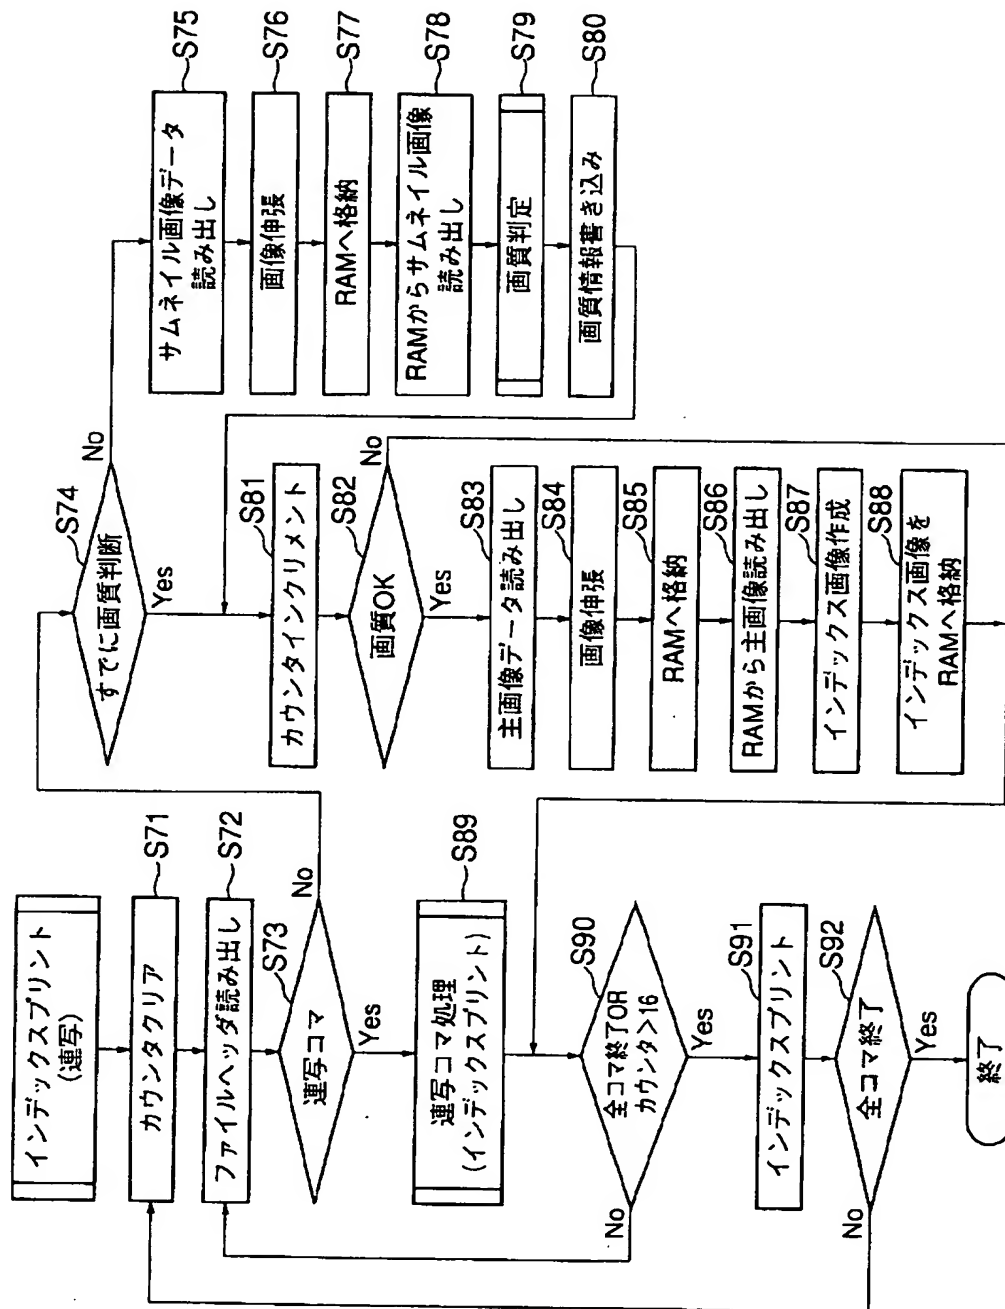 インデックスプリント
(連写)
カウンタクリア
S71
ファイルヘッダ読み出し
S72
連写コマ
S73
No
Yes
連写コマ処理
(インデックスプリント)
S89
全コマ終了OR
カウンタ>16
S90
No
Yes
インデックスプリント
S91
全コマ終了
S92
No
Yes
終了
すでに画質判断
S74
No
Yes
カウンタインクリメント
S81
画質OK
S82
No
Yes
主画像データ読み出し
S83
画像伸張
S84
RAMへ格納
S85
RAMから主画像読み出し
S86
インデックス画像作成
S87
インデックス画像を
RAMへ格納
S88
サムネイル画像データ
読み出し
S75
画像伸張
S76
RAMへ格納
S77
RAMからサムネイル画像
読み出し
S78
画質判定
S79
画質情報書き込み
S80